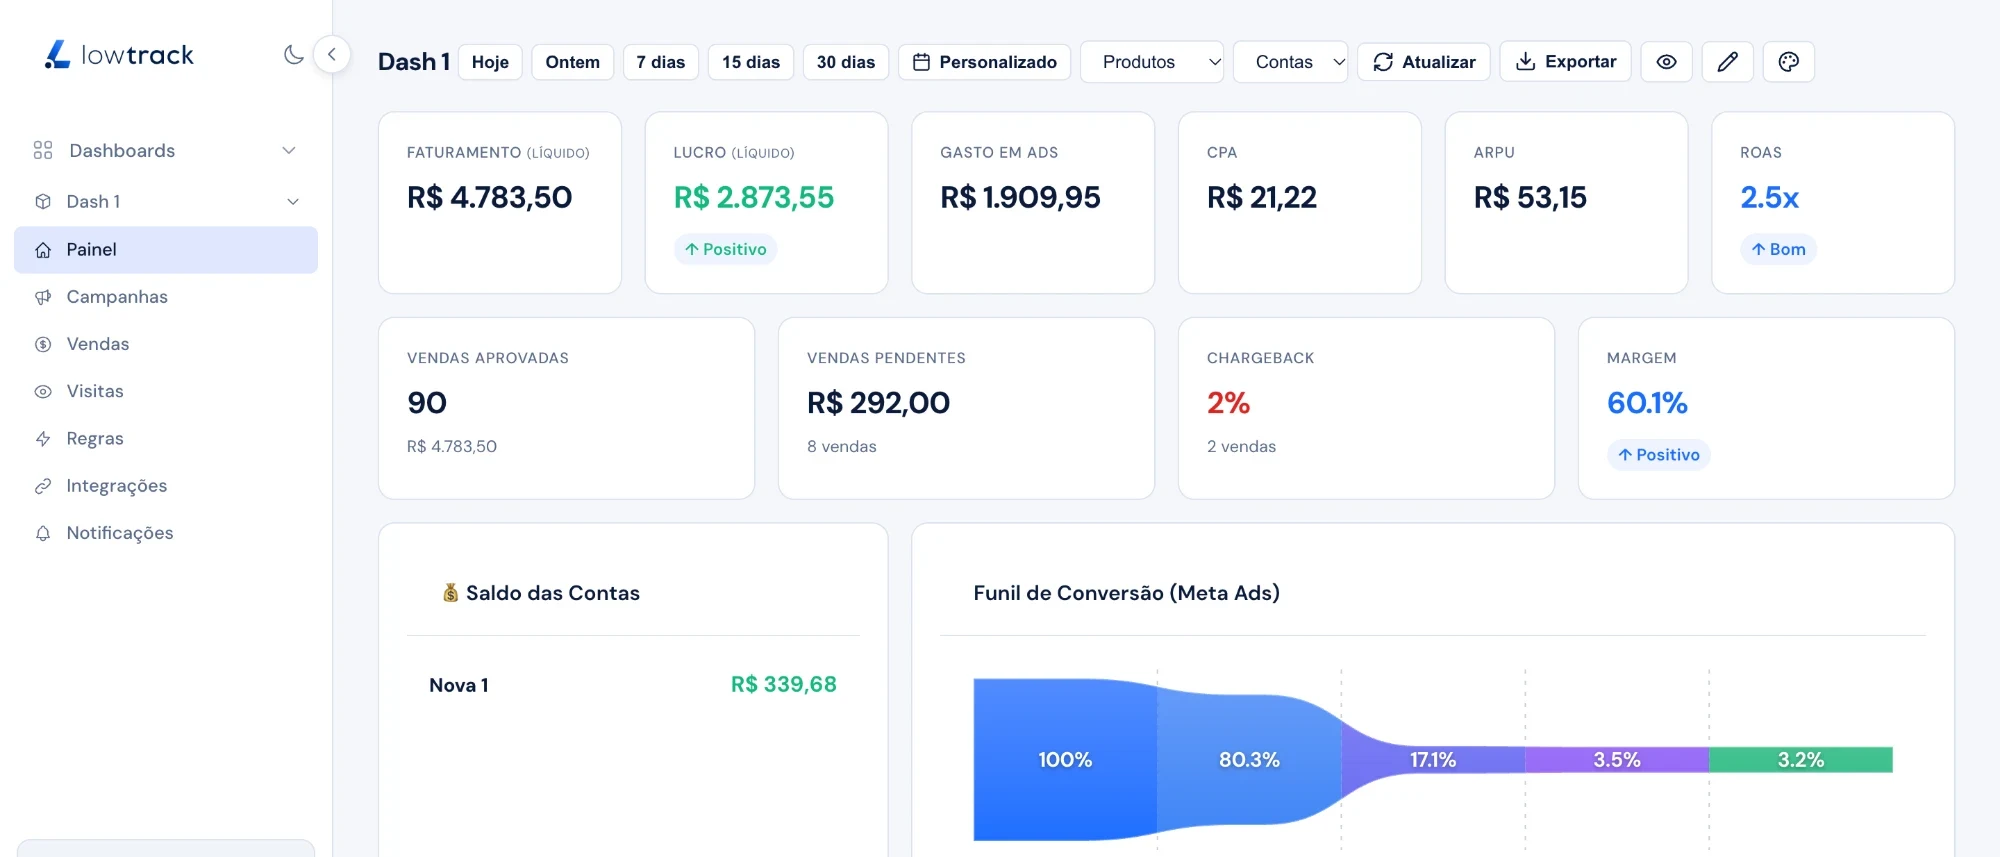 lowtrack
Dashboards
Dash 1
Painel
Campanhas
Vendas
Visitas
Regras
Integrações
Notificações
Dash 1 Hoje Ontem 7 dias 15 dias 30 dias Personalizado Produtos Contas Atualizar Exportar
FATURAMENTO (LÍQUIDO)
R$ 4.783,50
LUCRO (LÍQUIDO)
R$ 2.873,55
↑ Positivo
GASTO EM ADS
R$ 1.909,95
CPA
R$ 21,22
ARPU
R$ 53,15
ROAS
2.5x
↑ Bom
VENDAS APROVADAS
90
R$ 4.783,50
VENDAS PENDENTES
R$ 292,00
8 vendas
CHARGEBACK
2%
2 vendas
MARGEM
60.1%
↑ Positivo
💰 Saldo das Contas
Nova 1 R$ 339,68
Funil de Conversão (Meta Ads)
100% 80.3% 17.1% 3.5% 3.2%